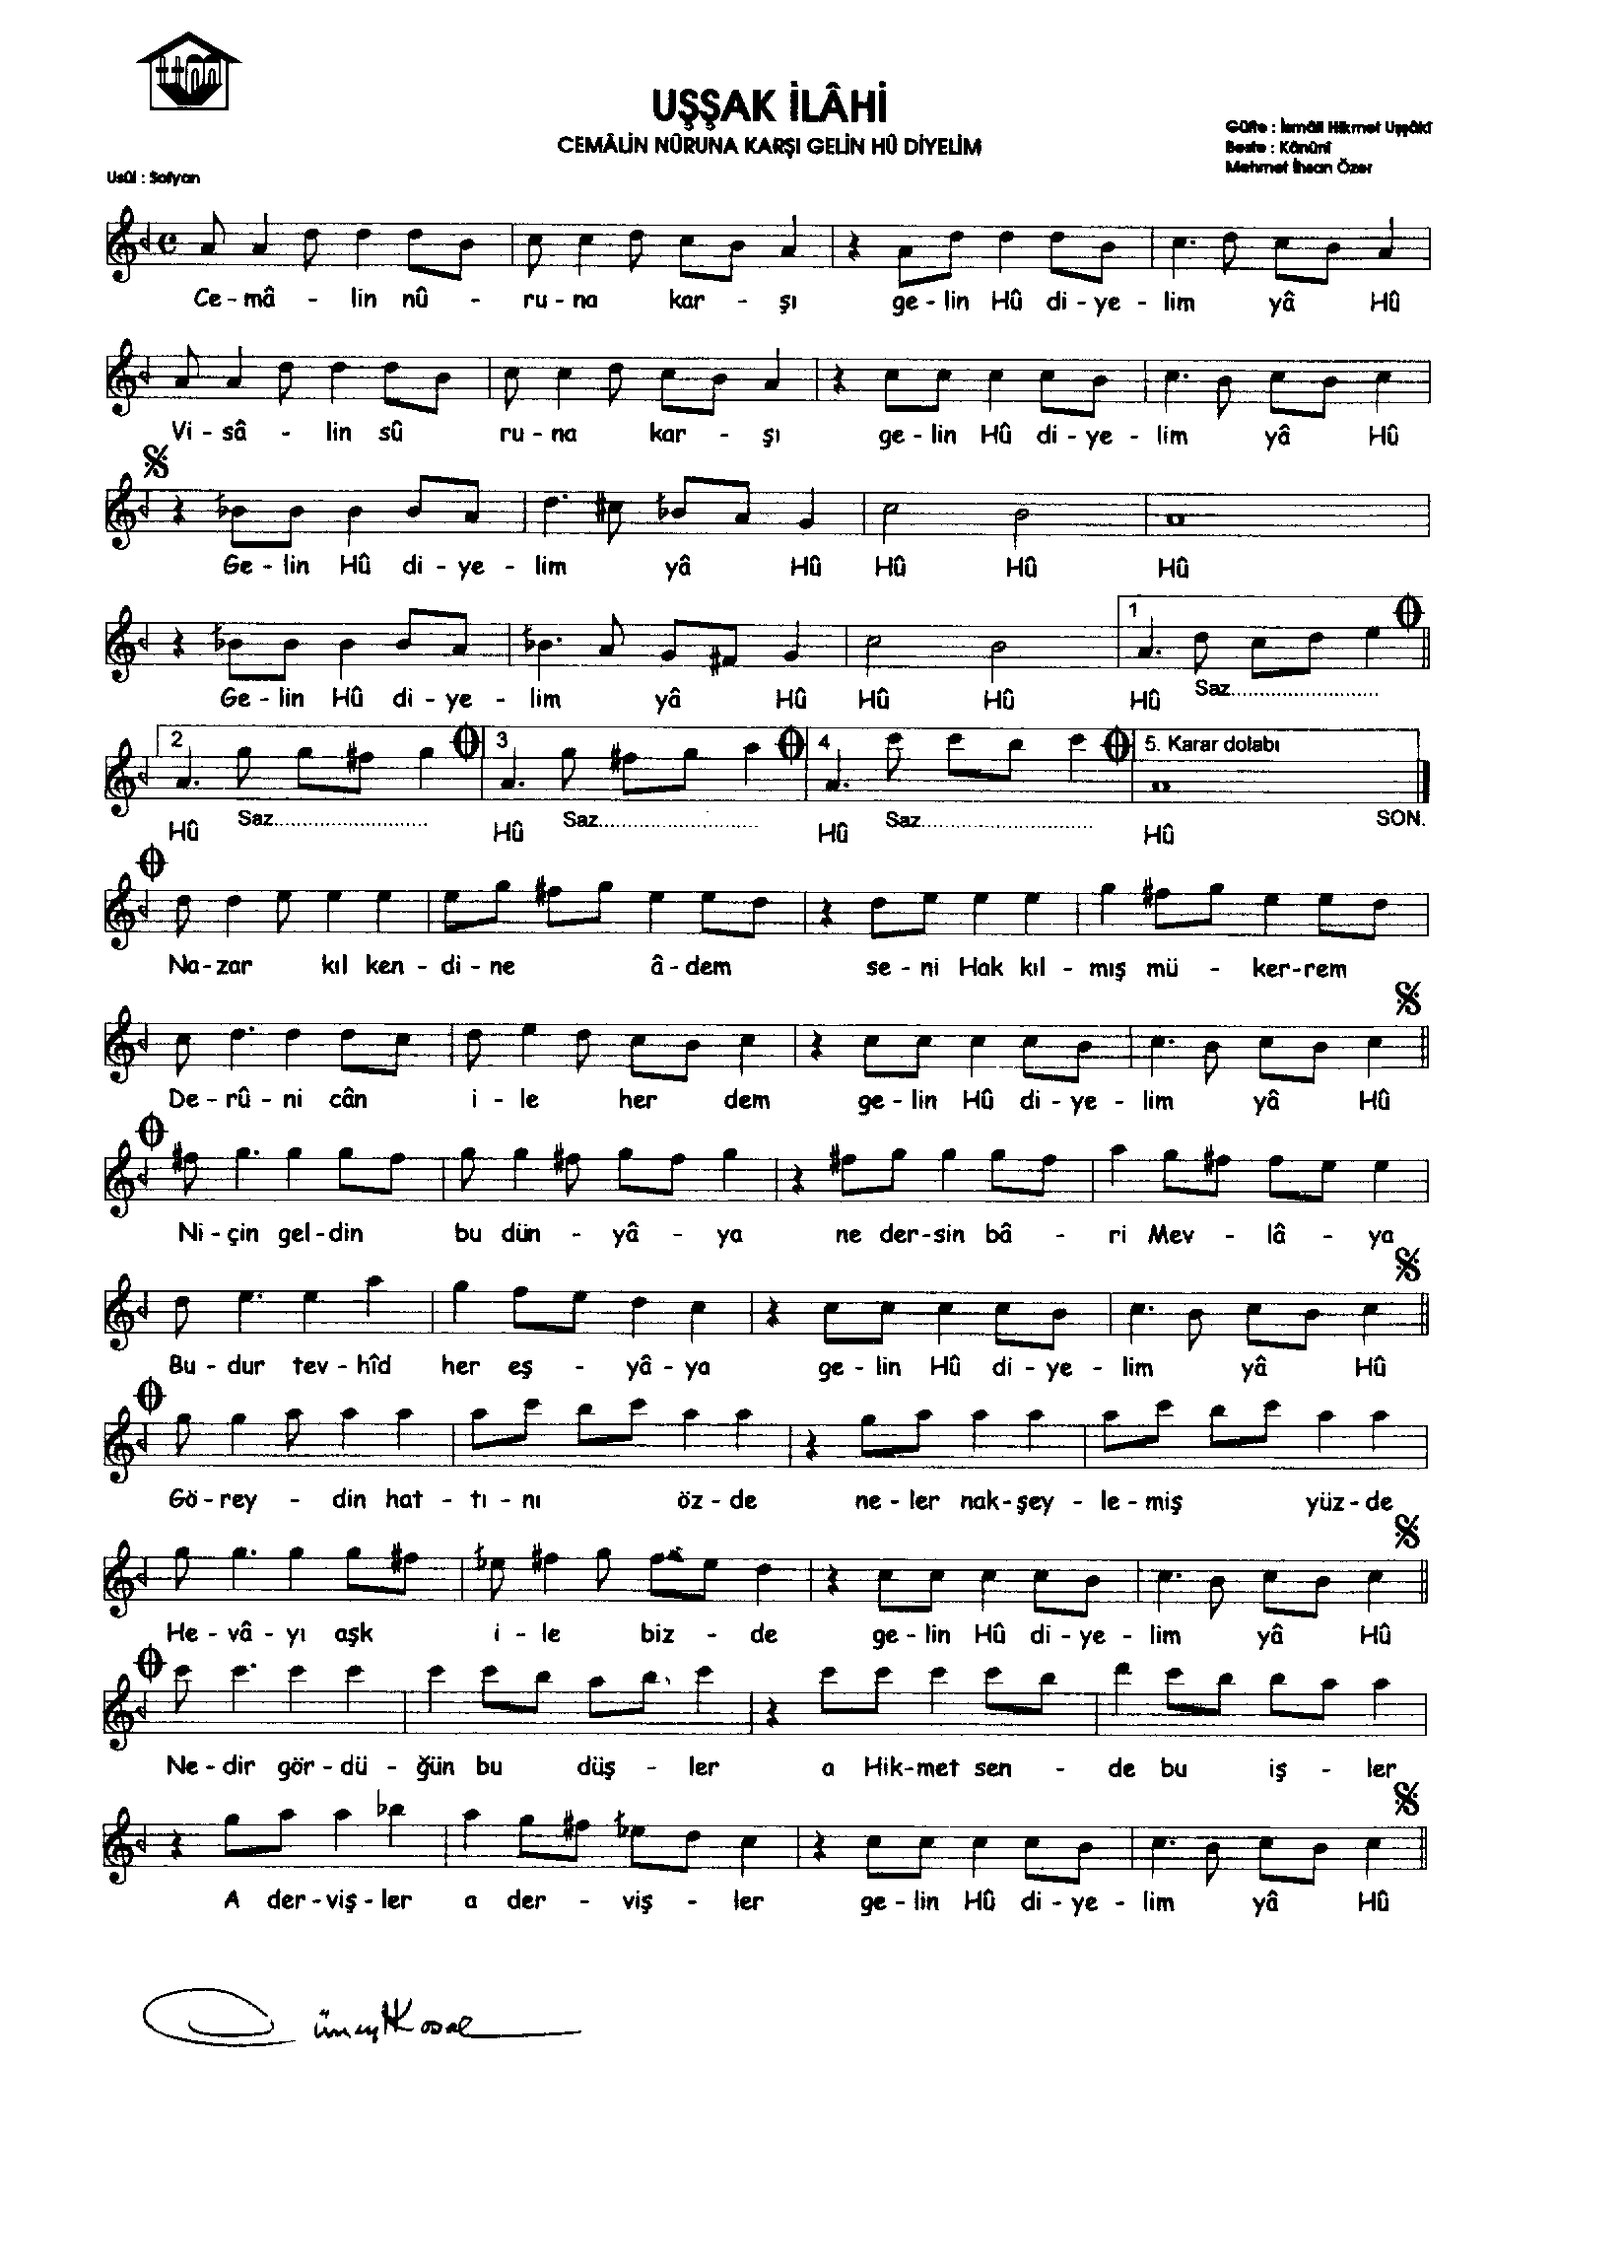 UŞŞAK İLÂHİ
CEMÂLİN NÛRUNA KARŞI GELİN HÛ DİYELİM
Güfte : İsmâil Hikmet Uşşâkî
Beste : Kânûnî
Mehmet İhsan Özer
Usûl : Sofyan
Ce-mâ - lin nû - ru-na kar - şı ge-lin Hû di-ye-lim yâ Hû
Vi-sâ - lin sû ru-na kar - şı ge-lin Hû di-ye-lim yâ Hû
Ge-lin Hû di-ye-lim yâ Hû Hû Hû Hû
1
Ge-lin Hû di-ye-lim yâ Hû Hû Hû Hû Saz
2 3 4 5. Karar dolabı
Hû Saz Hû Saz Hû Saz Hû SON.
Na-zar kıl ken-di-ne â-dem se-ni Hak kıl-mış mü-ker-rem
De-rû-ni cân i-le her dem ge-lin Hû di-ye-lim yâ Hû
Ni-çin gel-din bu dün-yâ-ya ne der-sin bâ-ri Mev-lâ-ya
Bu-dur tev-hîd her eş-yâ-ya ge-lin Hû di-ye-lim yâ Hû
Gö-rey-din hat-tı-nı öz-de ne-ler nak-şey-le-miş yüz-de
He-vâ-yı aşk i-le biz-de ge-lin Hû di-ye-lim yâ Hû
Ne-dir gör-dü-ğün bu düş-ler a Hik-met sen-de bu iş-ler
A der-viş-ler a der-viş-ler ge-lin Hû di-ye-lim yâ Hû
Cüneyt Kosal